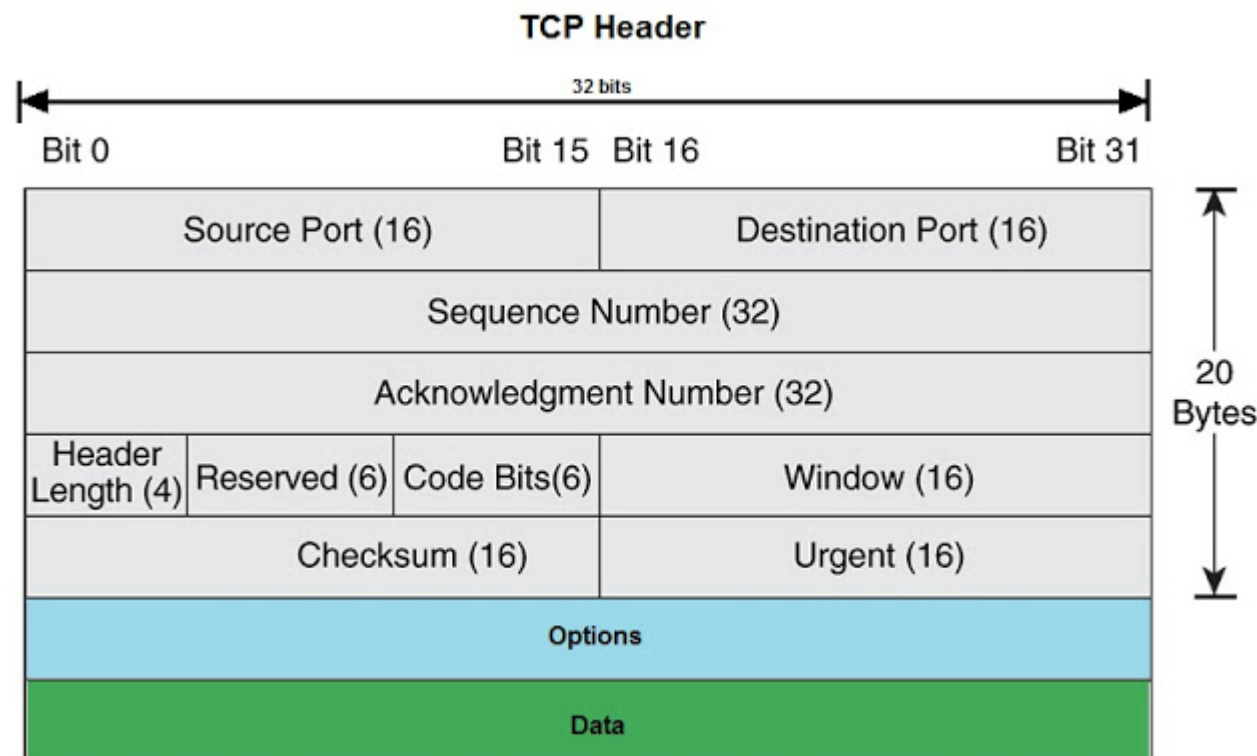 TCP Header
32 bits
Bit 0
Bit 15
Bit 16
Bit 31
Source Port (16)
Destination Port (16)
Sequence Number (32)
Acknowledgment Number (32)
20
Bytes
Header
Length (4)
Reserved (6)
Code Bits(6)
Window (16)
Checksum (16)
Urgent (16)
Options
Data